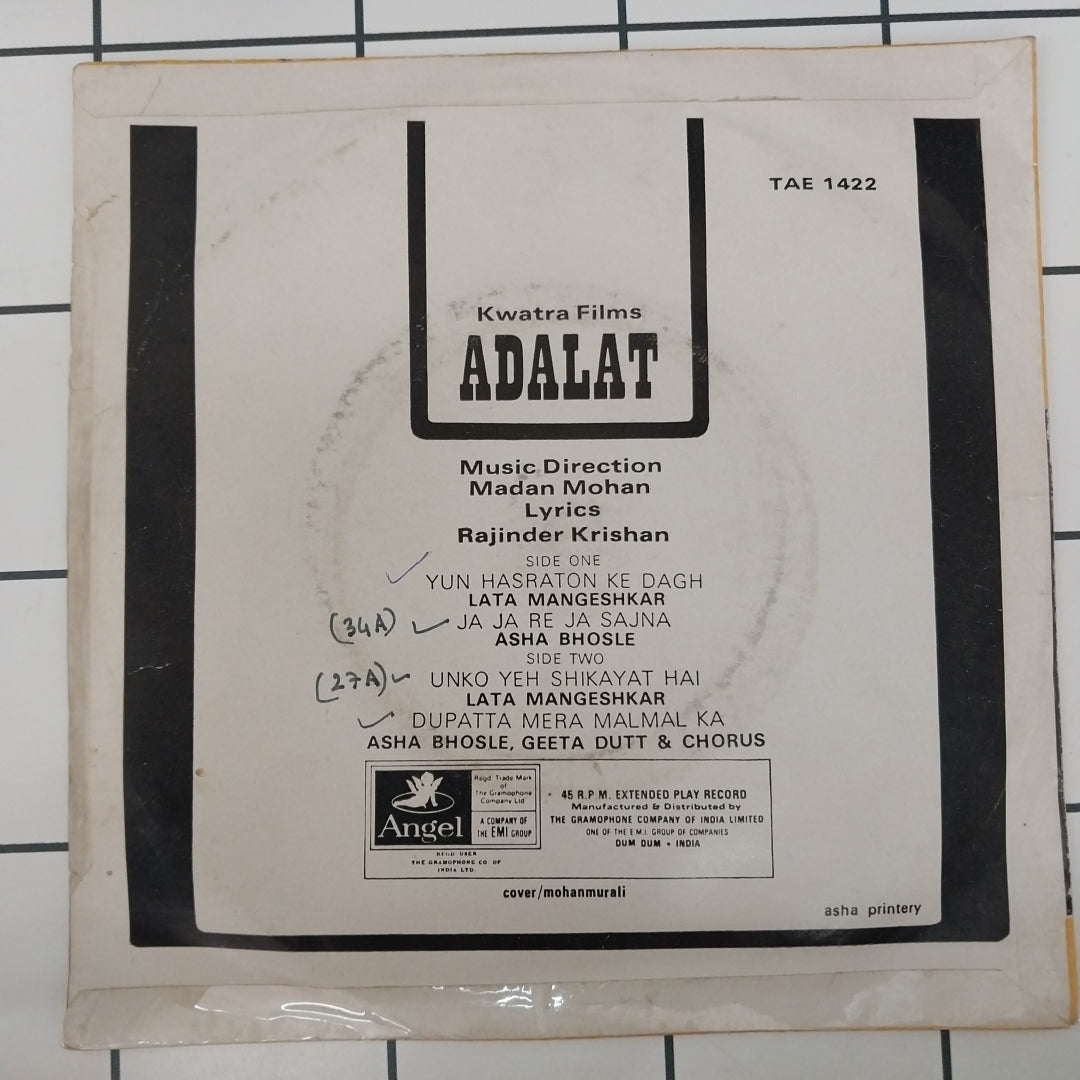 TAE 1422
Kwatra Films
ADALAT
Music Direction
Madan Mohan
Lyrics
Rajinder Krishan
SIDE ONE
YUN HASRATON KE DAGH
LATA MANGESHKAR
(34A) JA JA RE JA SAJNA
ASHA BHOSLE
SIDE TWO
(27A) UNKO YEH SHIKAYAT HAI
LATA MANGESHKAR
DUPATTA MERA MALMAL KA
ASHA BHOSLE, GEETA DUTT & CHORUS
Angel
Regd Trade Mark
of
The Gramophone
Company Ltd
A COMPANY OF
THE EMI GROUP
REGD USER
THE GRAMOPHONE CO. OF
INDIA LTD.
45 R.P.M. EXTENDED PLAY RECORD
Manufactured & Distributed by
THE GRAMOPHONE COMPANY OF INDIA LIMITED
ONE OF THE E.M.I. GROUP OF COMPANIES
DUM DUM • INDIA
cover/mohanmurali
asha printery